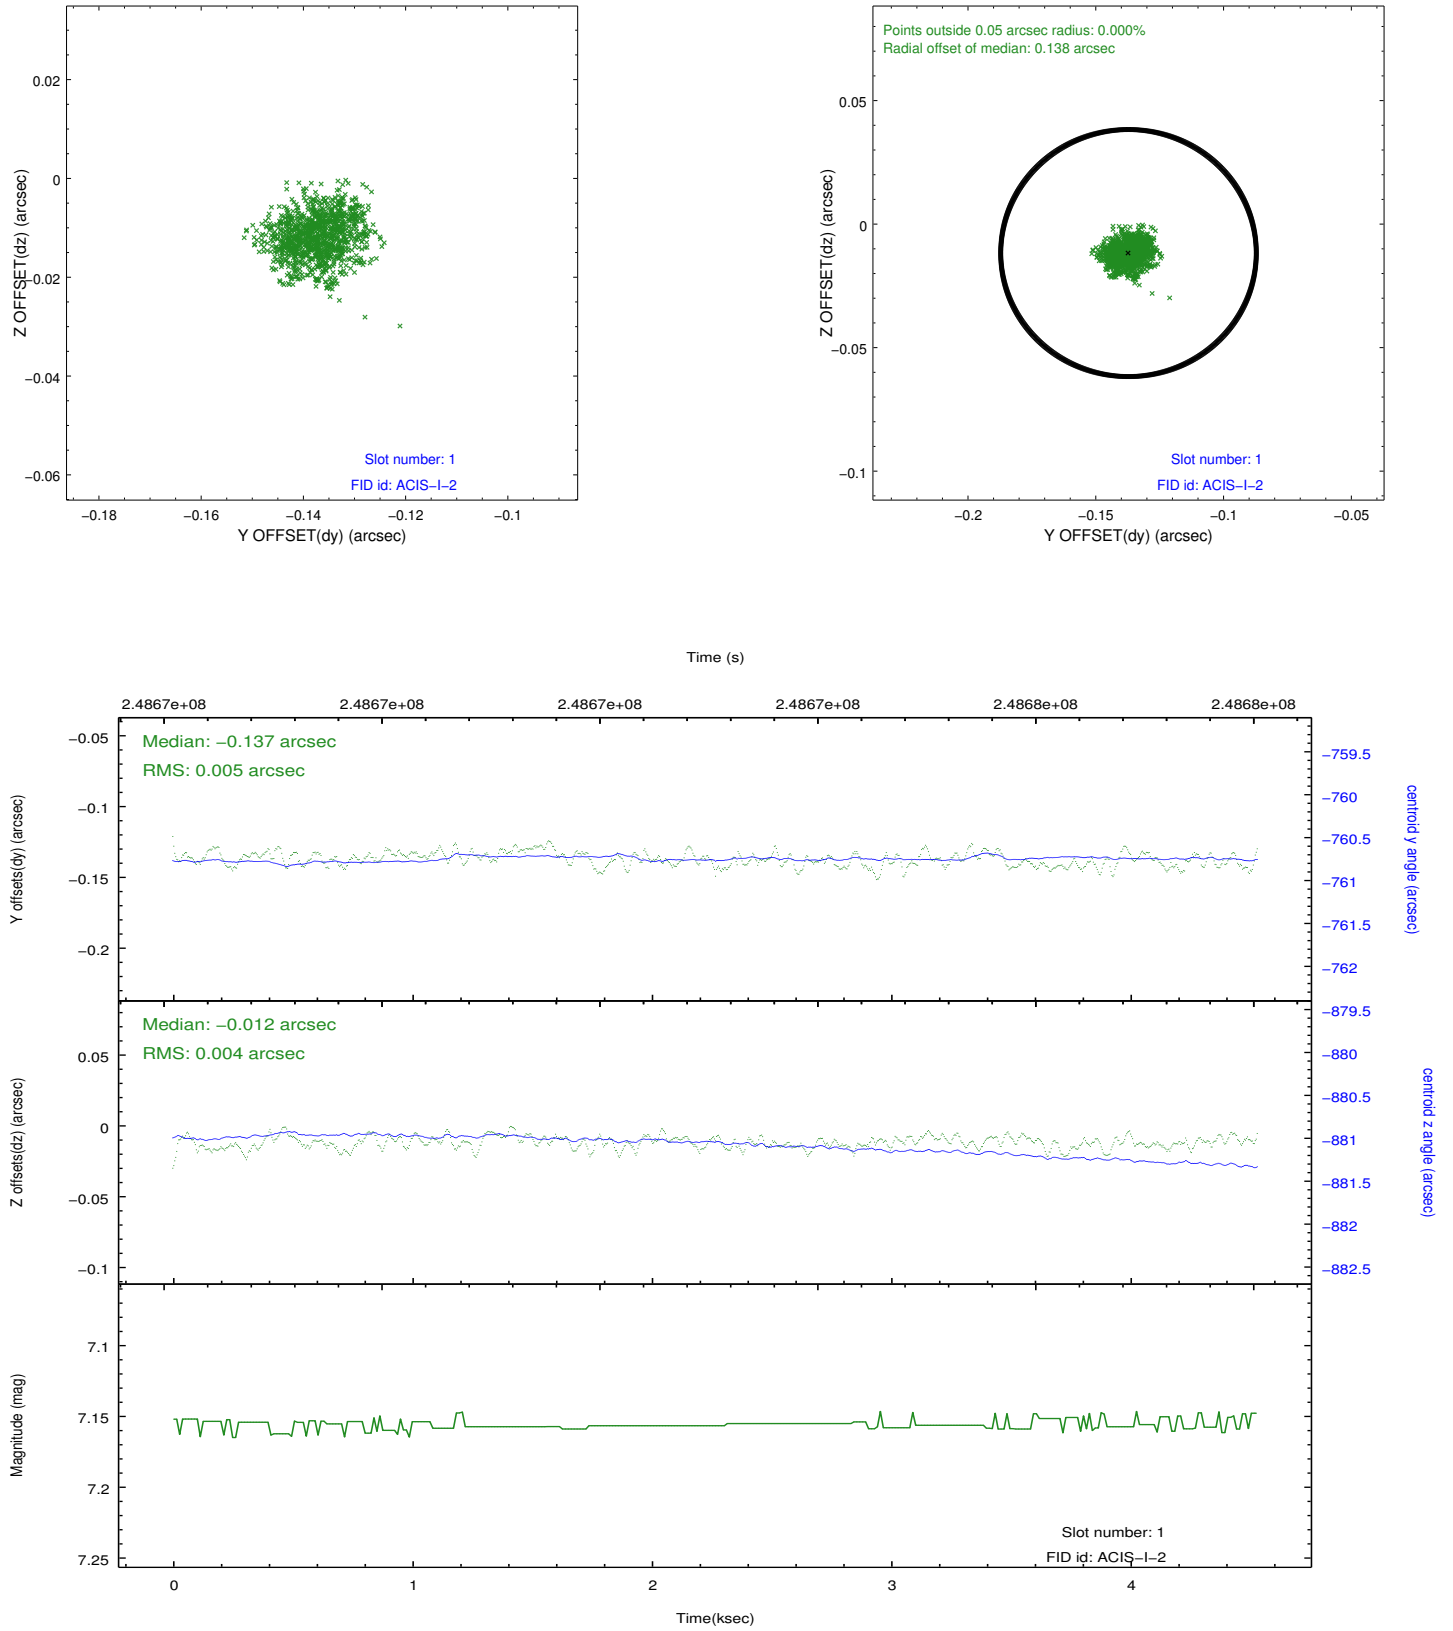 0.02
0
−0.02
−0.04
−0.06
Z OFFSET(dz) (arcsec)
Slot number: 1
FID id: ACIS−I−2
−0.18 −0.16 −0.14 −0.12 −0.1
Y OFFSET(dy) (arcsec)
Points outside 0.05 arcsec radius: 0.000%
Radial offset of median: 0.138 arcsec
0.05
0
−0.05
−0.1
Z OFFSET(dz) (arcsec)
Slot number: 1
FID id: ACIS−I−2
−0.2 −0.15 −0.1 −0.05
Y OFFSET(dy) (arcsec)
Time (s)
2.4867e+08 2.4867e+08 2.4867e+08 2.4867e+08 2.4868e+08 2.4868e+08
Median: −0.137 arcsec
RMS: 0.005 arcsec
−0.05
−0.1
−0.15
−0.2
Y offsets(dy) (arcsec)
−759.5
−760
−760.5
−761
−761.5
−762
centroid y angle (arcsec)
Median: −0.012 arcsec
RMS: 0.004 arcsec
0.05
0
−0.05
−0.1
Z offsets(dz) (arcsec)
−879.5
−880
−880.5
−881
−881.5
−882
−882.5
centroid z angle (arcsec)
7.1
7.15
7.2
7.25
Magnitude (mag)
Slot number: 1
FID id: ACIS−I−2
0 1 2 3 4
Time(ksec)